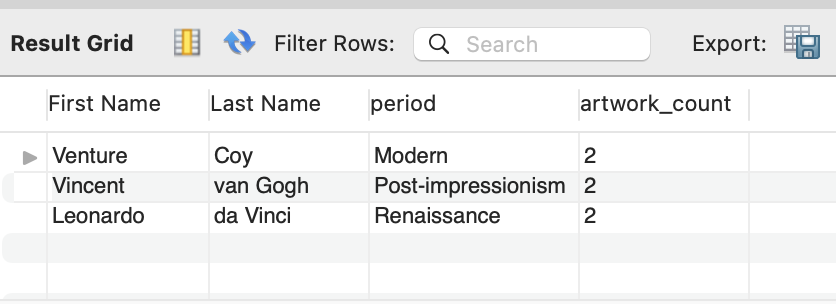 Result Grid Filter Rows: Search Export:
First Name Last Name period artwork_count
Venture Coy Modern 2
Vincent van Gogh Post-impressionism 2
Leonardo da Vinci Renaissance 2